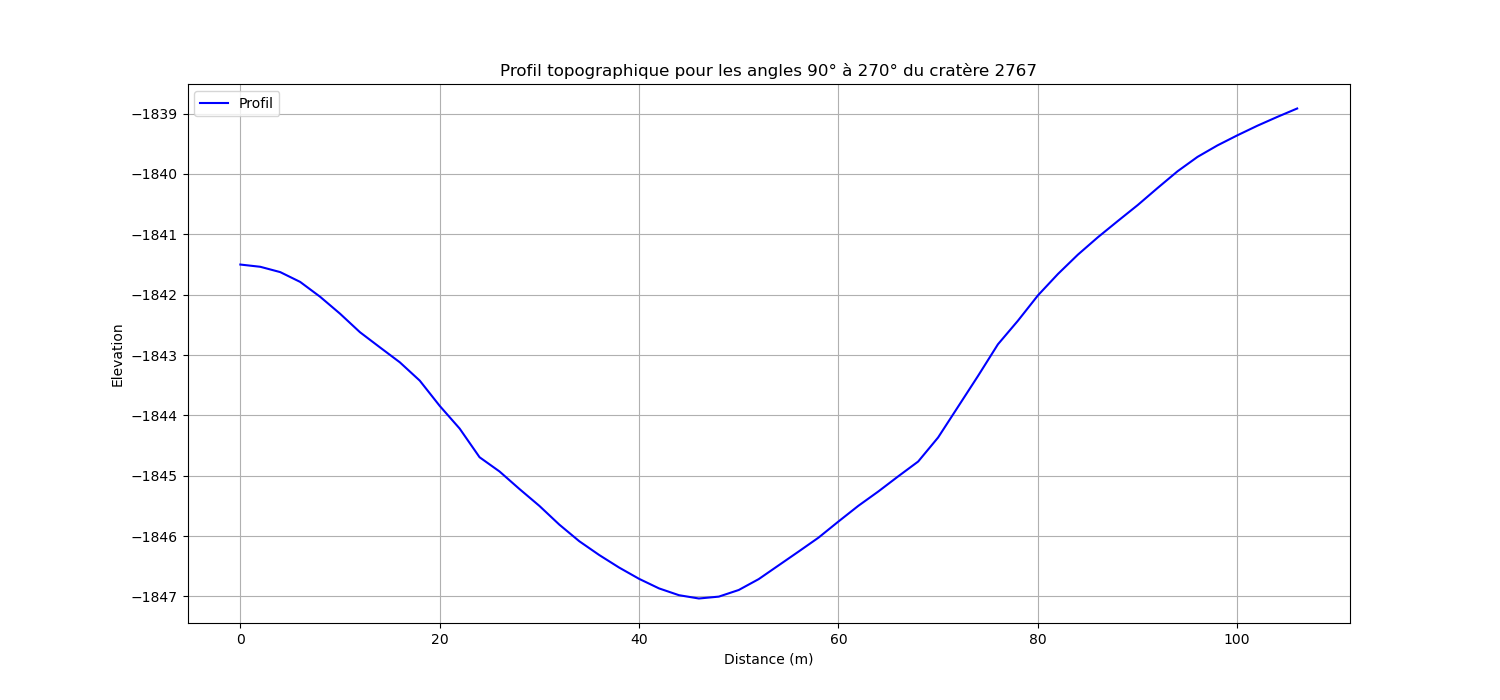 Profil topographique pour les angles 90° à 270° du cratère 2767
Profil
−1839
−1840
−1841
−1842
−1843
−1844
−1845
−1846
−1847
Elevation
0 20 40 60 80 100
Distance (m)